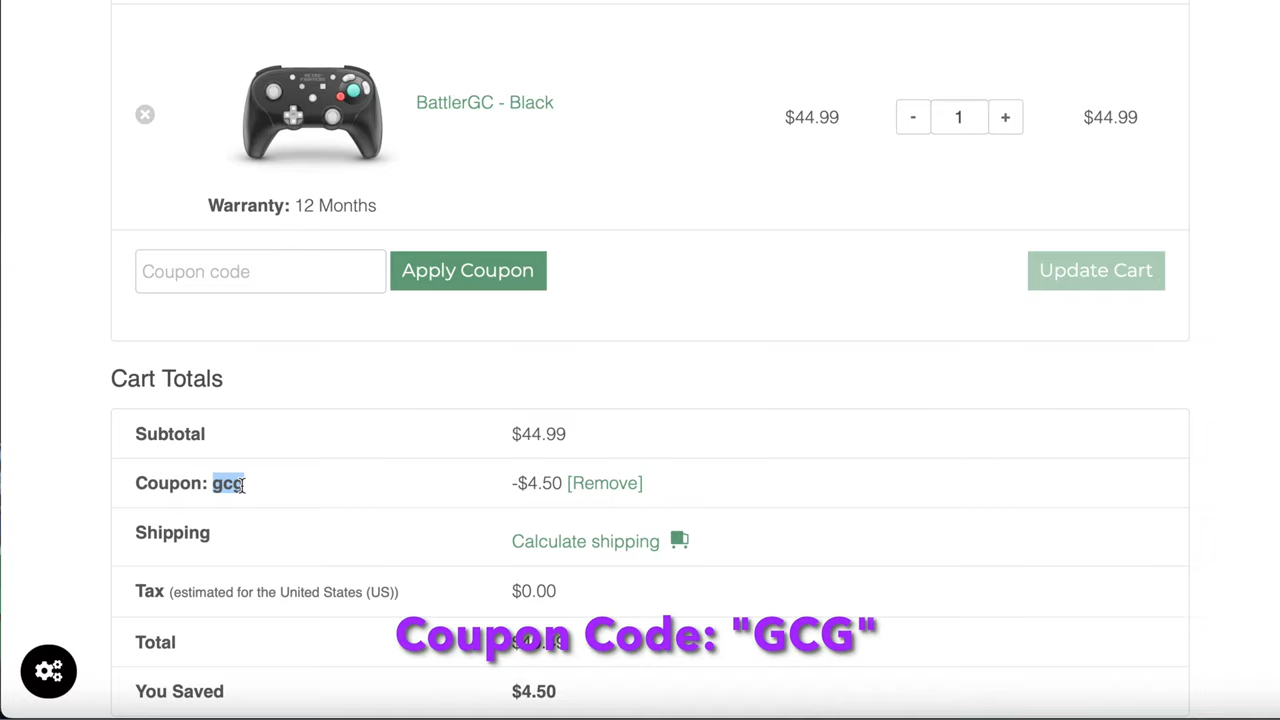 BattlerGC - Black
$44.99
-
1
+
$44.99
Warranty: 12 Months
Coupon code
Apply Coupon
Update Cart
Cart Totals
Subtotal
$44.99
Coupon: gcg
-$4.50 [Remove]
Shipping
Calculate shipping
Tax (estimated for the United States (US))
$0.00
Coupon Code: "GCG"
Total
You Saved
$4.50